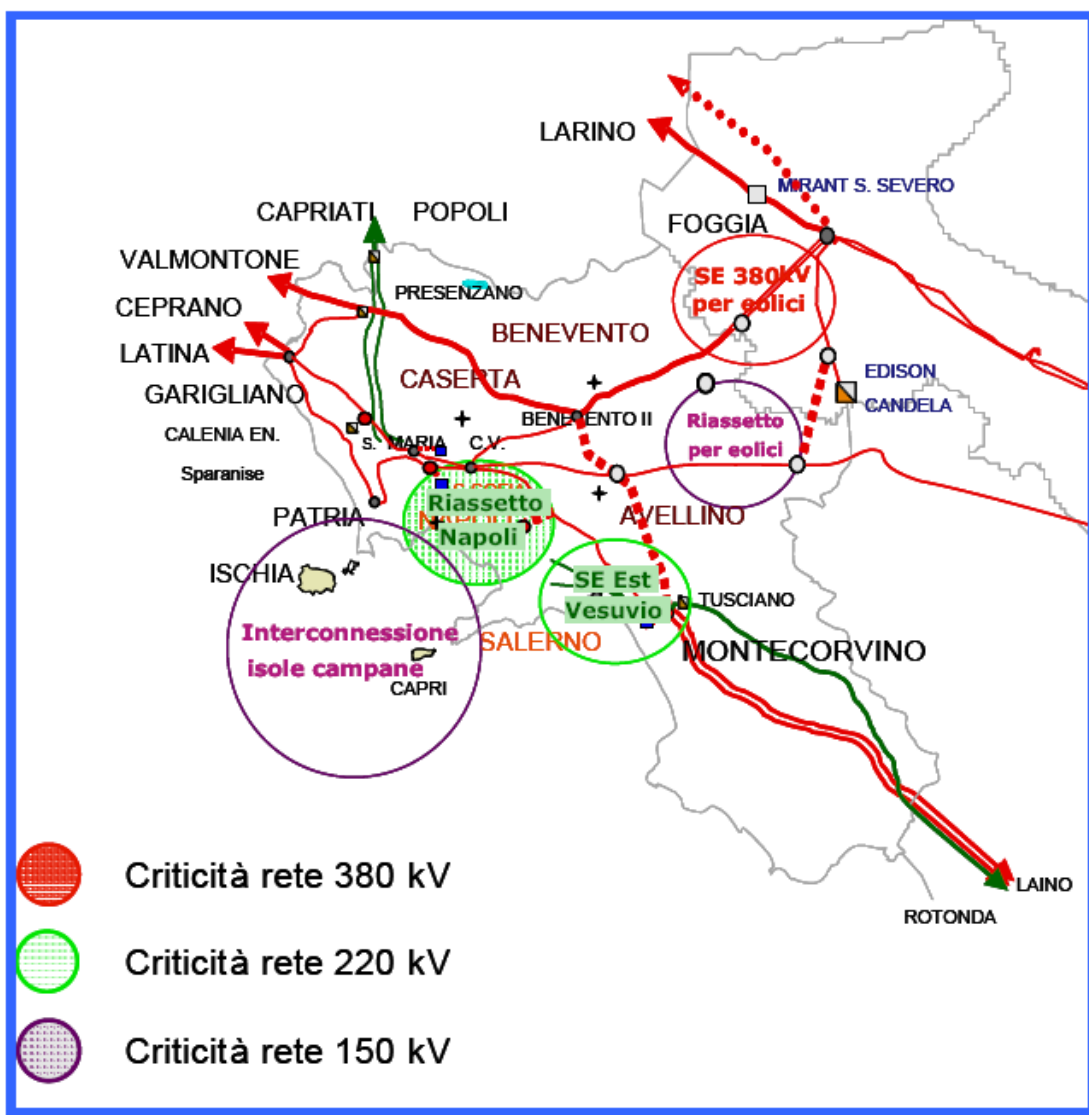 LARINO
MIRANT S. SEVERO
CAPRIATI
POPOLI
FOGGIA
VALMONTONE
SE 380kV
per eolici
PRESENZANO
CEPRANO
BENEVENTO
LATINA
CASERTA
EDISON
GARIGLIANO
CANDELA
BENEVENTO II
CALENIA EN.
S. MARIA C.V.
Riassetto
per eolici
Sparanise
S. SOFIA
Riassetto
NAPOLI
Napoli
PATRIA
AVELLINO
ISCHIA
SE Est
Vesuvio
TUSCIANO
Interconnessione
isole campane
SALERNO
MONTECORVINO
CAPRI
Criticità rete 380 kV
LAINO
ROTONDA
Criticità rete 220 kV
Criticità rete 150 kV